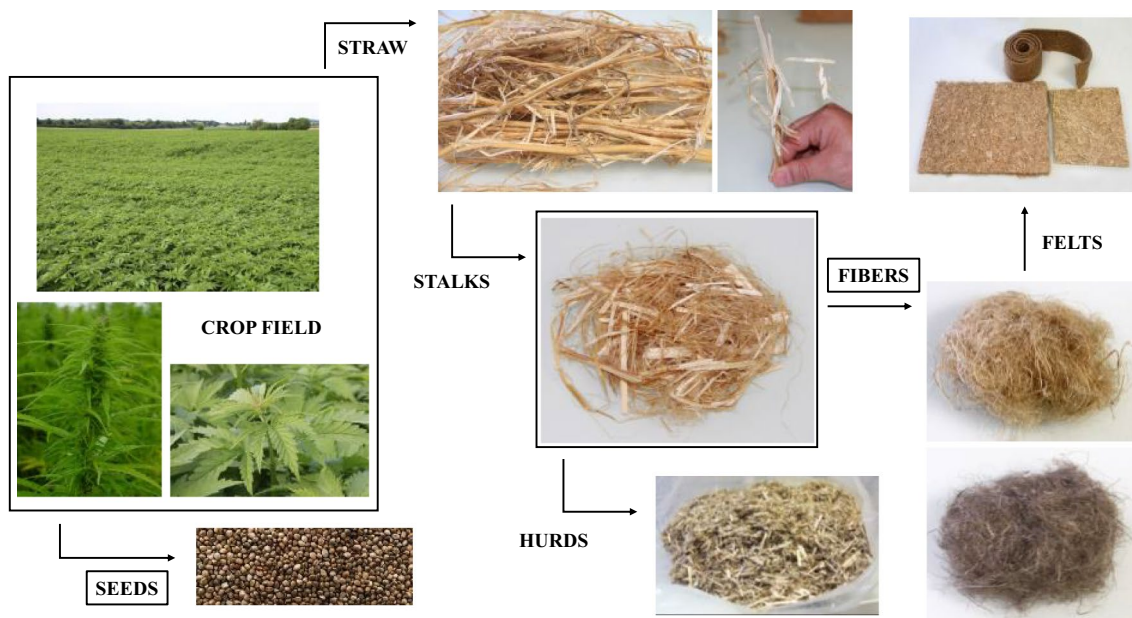 STRAW
CROP FIELD
STALKS
FIBERS
FELTS
HURDS
SEEDS